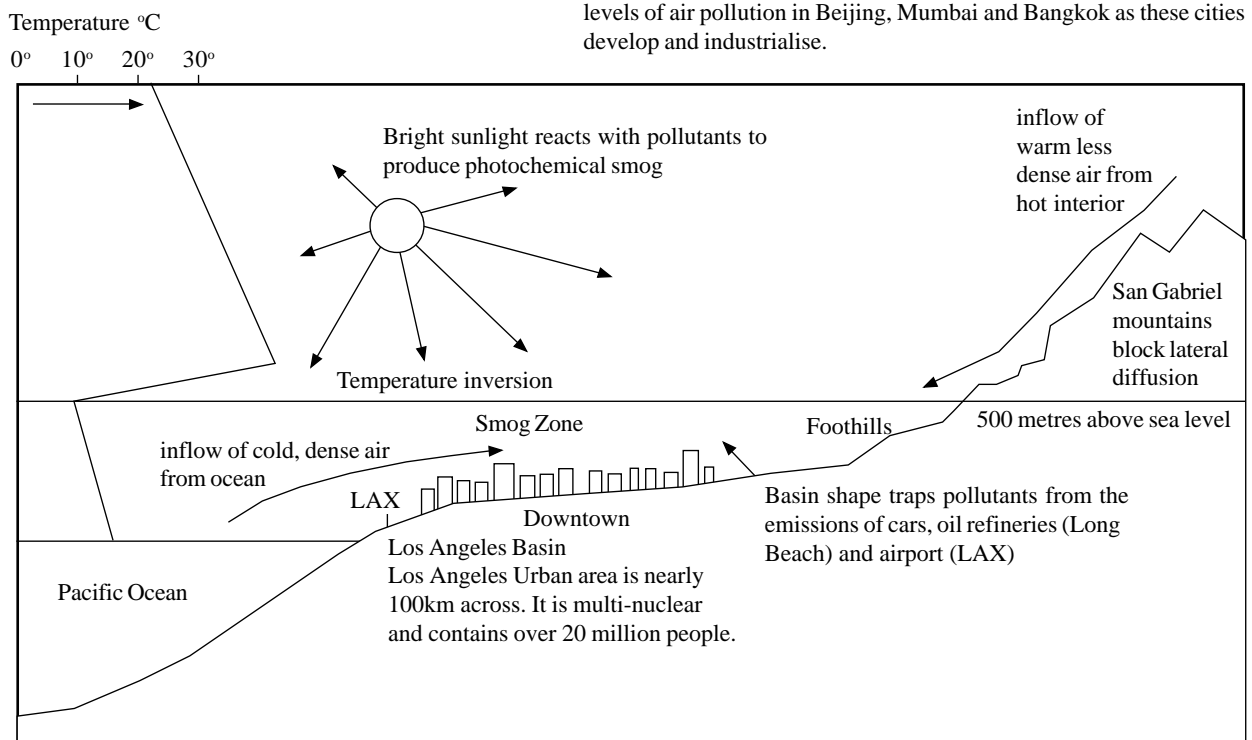 levels of air pollution in Beijing, Mumbai and Bangkok as these cities
develop and industrialise.
Temperature °C
0° 10° 20° 30°
Bright sunlight reacts with pollutants to
produce photochemical smog
inflow of
warm less
dense air from
hot interior
San Gabriel
mountains
block lateral
diffusion
Temperature inversion
500 metres above sea level
Smog Zone
Foothills
inflow of cold, dense air
from ocean
LAX
Downtown
Basin shape traps pollutants from the
emissions of cars, oil refineries (Long
Beach) and airport (LAX)
Los Angeles Basin
Los Angeles Urban area is nearly
100km across. It is multi-nuclear
and contains over 20 million people.
Pacific Ocean